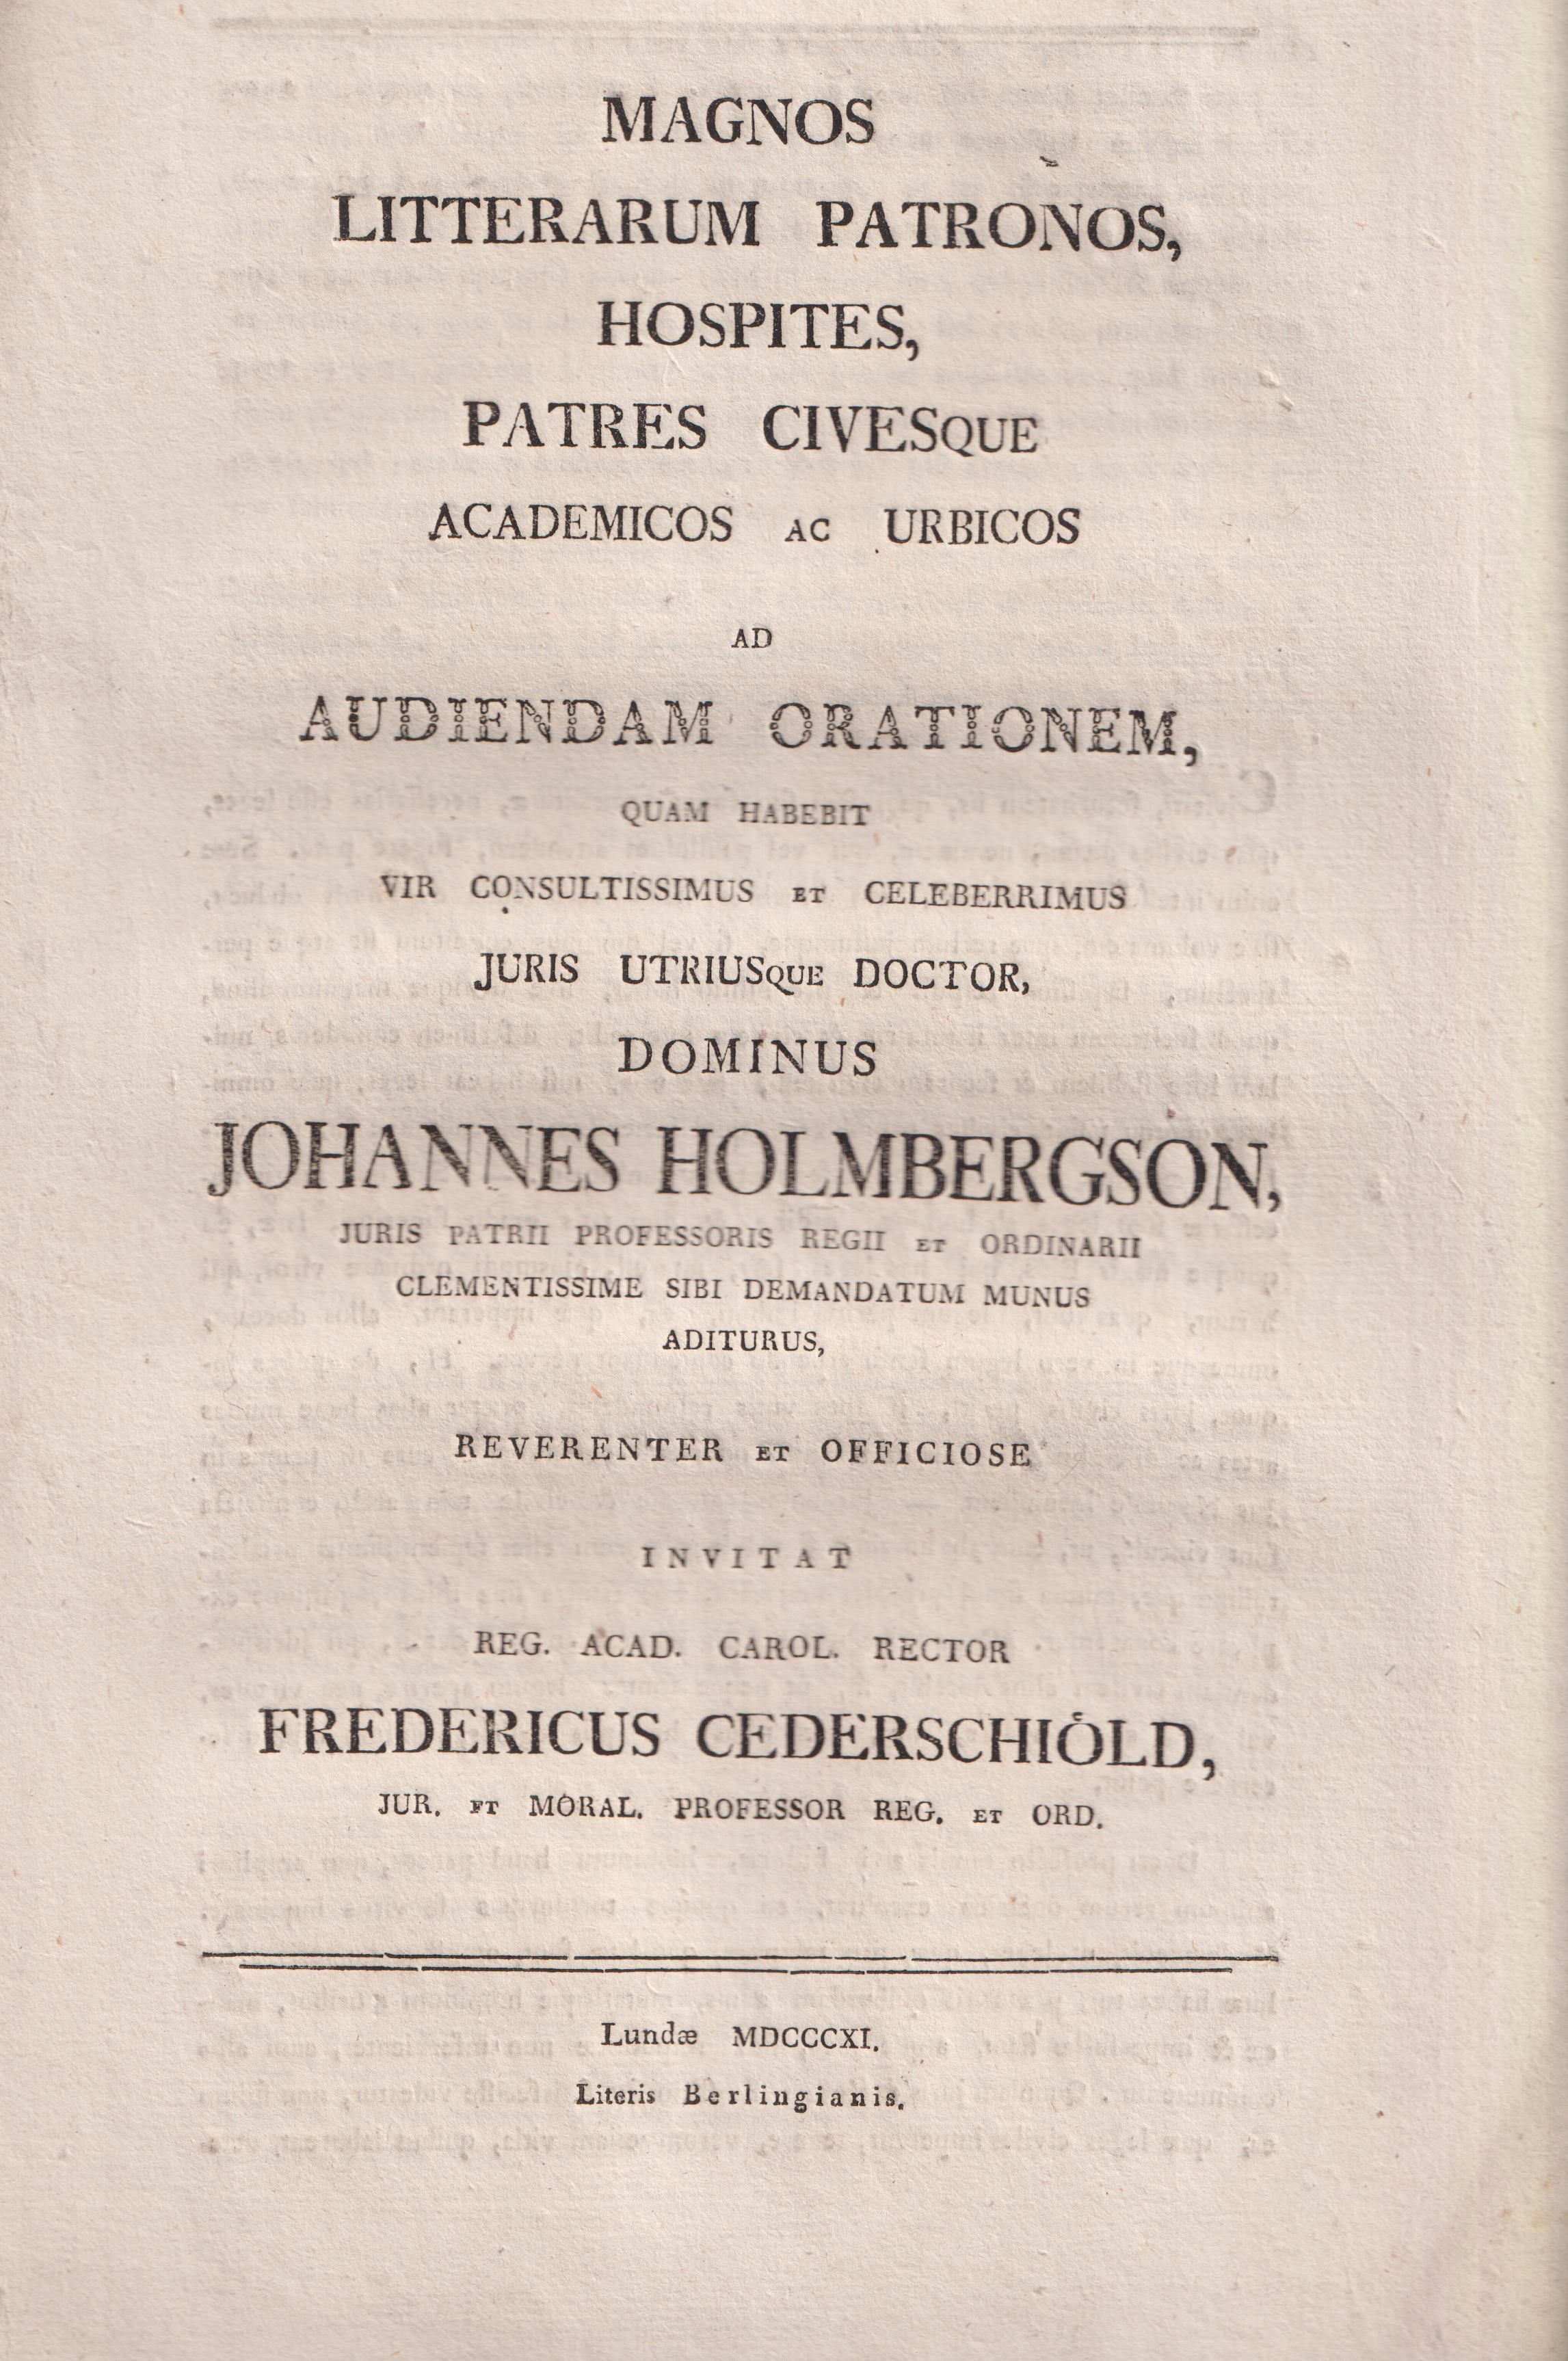 MAGNOS
LITTERARUM PATRONOS,
HOSPITES,
PATRES CIVESQUE
ACADEMICOS AC URBICOS
AD
AUDIENDAM ORATIONEM,
QUAM HABEBIT
VIR CONSULTISSIMUS ET CELEBERRIMUS
JURIS UTRIUSQUE DOCTOR,
DOMINUS
JOHANNES HOLMBERGSON,
JURIS PATRII PROFESSORIS REGII ET ORDINARII
CLEMENTISSIME SIBI DEMANDATUM MUNUS
ADITURUS,
REVERENTER ET OFFICIOSE
INVITAT
REG. ACAD. CAROL. RECTOR
FREDERICUS CEDERSCHIÖLD,
JUR. ET MORAL. PROFESSOR REG. ET ORD.
Lundæ MDCCCXI.
Literis Berlingianis.